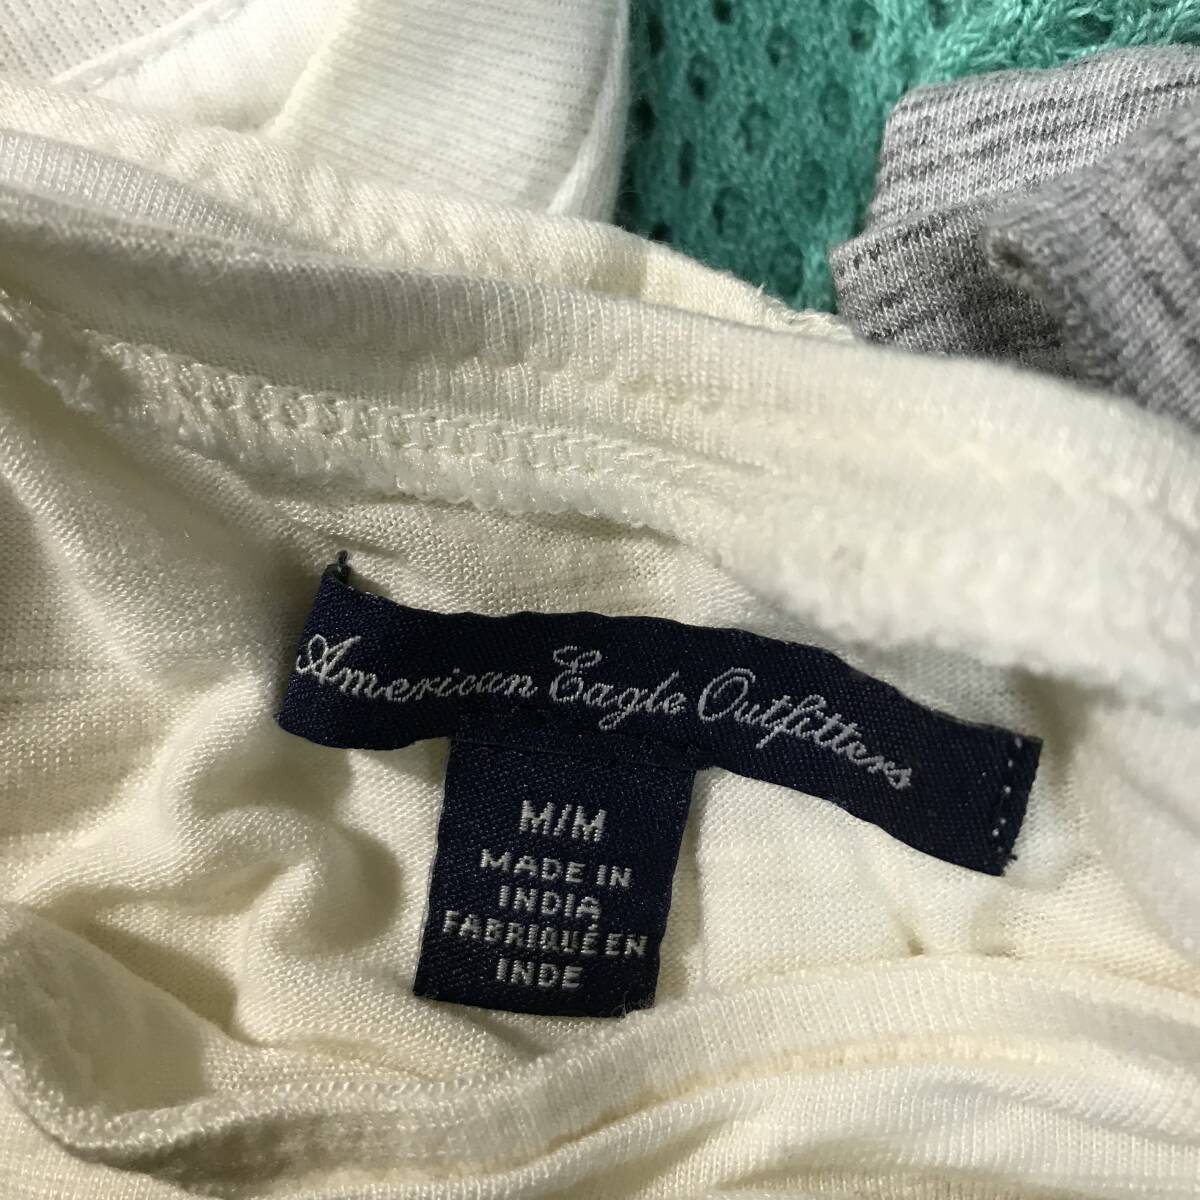 American Eagle Outfitters
M/M
MADE IN
INDIA
FABRIQUÉ EN
INDE